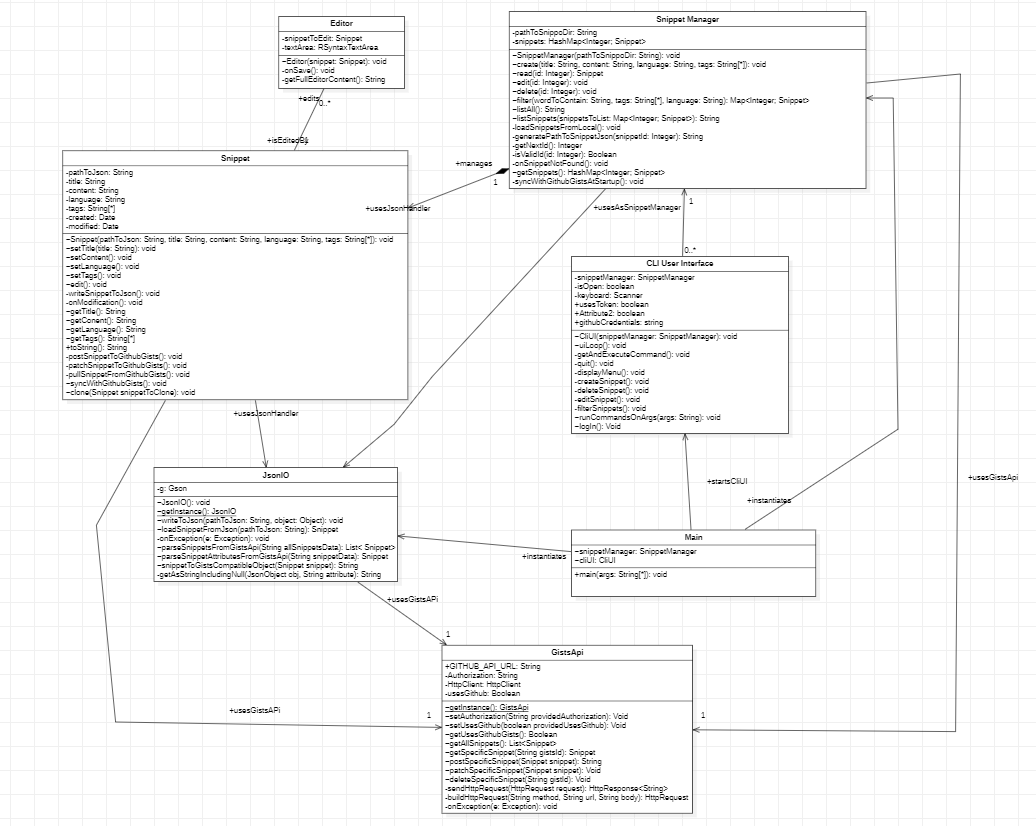 Editor
-snippetToEdit: Snippet
-textArea: RSyntaxTextArea
~Editor(snippet: Snippet): void
-onSave(): void
-getFullEditorContent(): String
+edits
0..*
+isEditedBy
1
Snippet
-pathToJson: String
-title: String
-content: String
-language: String
-tags: String[*]
-created: Date
-modified: Date
~Snippet(pathToJson: String, title: String, content: String, language: String, tags: String[*]): void
~setTitle(title: String): void
~setContent(): void
~setLanguage(): void
~setTags(): void
~edit(): void
-writeSnippetToJson(): void
-onModification(): void
~getTitle(): String
~getConent(): String
~getLanguage(): String
~getTags(): String[*]
+toString(): String
-postSnippetToGithubGists(): void
-patchSnippetToGithubGists(): void
-pullSnippetFromGithubGists(): void
~syncWithGithubGists(): void
~clone(Snippet snippetToClone): void
Snippet Manager
-pathToSnippoDir: String
-snippets: HashMap<Integer; Snippet>
~SnippetManager(pathToSnippoDir: String): void
~create(title: String, content: String, language: String, tags: String[*]): void
~read(id: Integer): Snippet
~edit(id: Integer): void
~delete(id: Integer): void
~filter(wordToContain: String, tags: String[*], language: String): Map<Integer; Snippet>
~listAll(): String
~listSnippets(snippetsToList: Map<Integer; Snippet>): String
-loadSnippetsFromLocal(): void
-generatePathToSnippetJson(snippetId: Integer): String
-getNextId(): Integer
-isValidId(id: Integer): Boolean
-onSnippetNotFound(): void
~getSnippets(): HashMap<Integer; Snippet>
-syncWithGithubGistsAtStartup(): void
+manages
1
+usesJsonHandler
+usesAsSnippetManager
1
0..*
CLI User Interface
-snippetManager: SnippetManager
-isOpen: boolean
-keyboard: Scanner
+usesToken: boolean
+Attribute2: boolean
+githubCredentials: string
~CliUI(snippetManager: SnippetManager): void
~uiLoop(): void
-getAndExecuteCommand(): void
-quit(): void
-displayMenu(): void
-createSnippet(): void
-deleteSnippet(): void
-editSnippet(): void
-filterSnippets(): void
~runCommandsOnArgs(args: String): void
~logIn(): Void
+usesJsonHandler
JsonIO
-g: Gson
~JsonIO(): void
~getInstance(): JsonIO
~writeToJson(pathToJson: String, object: Object): void
~loadSnippetFromJson(pathToJson: String): Snippet
-onException(e: Exception): void
~parseSnippetsFromGistsApi(String allSnippetsData): List< Snippet>
~parseSnippetAttributesFromGistsApi(String snippetData): Snippet
~snippetToGistsCompatibleObject(Snippet snippet): String
-getAsStringIncludingNull(JsonObject obj, String attribute): String
+startsCliUI
+instantiates
+usesGistsApi
Main
~snippetManager: SnippetManager
~cliUI: CliUI
+main(args: String[*]): void
+instantiates
+usesGistsAPi
1
GistsApi
+GITHUB_API_URL: String
-Authorization: String
-HttpClient: HttpClient
-usesGithub: Boolean
~getInstance(): GistsApi
~setAuthorization(String providedAuthorization): Void
~setUsesGithub(boolean providedUsesGithub): Void
~getUsesGithubGists(): Boolean
~getAllSnippets(): List<Snippet>
~getSpecificSnippet(String gistsId): Snippet
~postSpecificSnippet(Snippet snippet): String
~patchSpecificSnippet(Snippet snippet): Void
~deleteSpecificSnippet(String gistId): Void
-sendHttpRequest(HttpRequest request): HttpResponse<String>
-buildHttpRequest(String method, String url, String body): HttpRequest
-onException(e: Exception): void
+usesGistsAPi
1
1